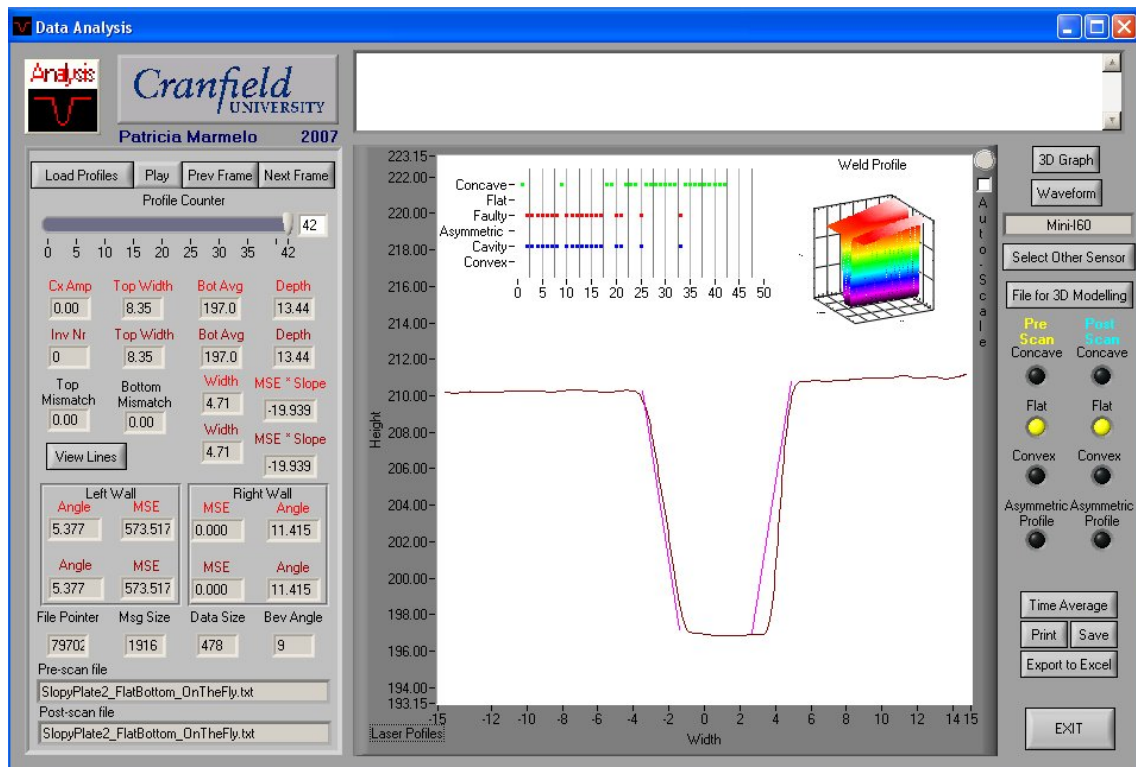 Data Analysis
Analysis
Cranfield
UNIVERSITY
Patricia Marmelo 2007
Load Profiles Play Prev Frame Next Frame
Profile Counter
42
0 5 10 15 20 25 30 35 42
Cx Amp Top Width Bot Avg Depth
0.00 8.35 197.0 13.44
Inv Nr Top Width Bot Avg Depth
0 8.35 197.0 13.44
Top Mismatch Bottom Mismatch Width MSE * Slope
0.00 0.00 4.71 -19.939
Width MSE * Slope
4.71 -19.939
View Lines
Left Wall Right Wall
Angle MSE MSE Angle
5.377 573.517 0.000 11.415
Angle MSE MSE Angle
5.377 573.517 0.000 11.415
File Pointer Msg Size Data Size Bev Angle
1916 478 9
Pre-scan file
SlopyPlate2_FlatBottom_OnTheFly.txt
Post-scan file
SlopyPlate2_FlatBottom_OnTheFly.txt
223.15
222.00
220.00
218.00
216.00
214.00
212.00
210.00
208.00
206.00
204.00
202.00
200.00
198.00
196.00
194.00
193.15
Height
Concave
Flat
Faulty
Asymmetric
Cavity
Convex
0 5 10 15 20 25 30 35 40 45 50
Weld Profile
Auto-Scale
-15 -12 -10 -8 -6 -4 -2 0 2 4 6 8 10 12 14 15
Width
Laser Pofiles
3D Graph
Waveform
Mini-I60
Select Other Sensor
File for 3D Modelling
Pre Scan Post Scan
Concave Concave
Flat Flat
Convex Convex
Asymmetric Profile Asymmetric Profile
Time Average
Print Save
Export to Excel
EXIT